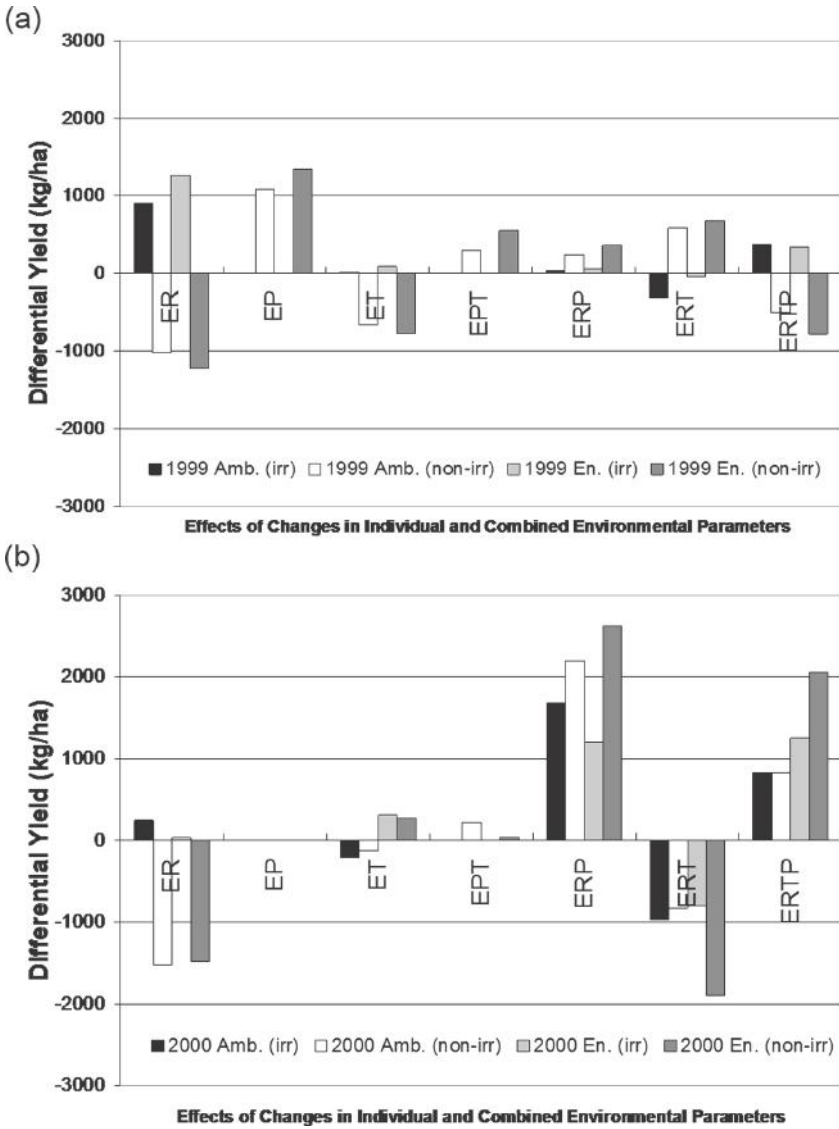 (a)
3000
2000
1000
0
-1000
-2000
-3000
Differential Yield (kg/ha)
ER
EP
ET
EPT
ERP
ERT
ERTP
1999 Amb. (irr) 1999 Amb. (non-irr) 1999 En. (irr) 1999 En. (non-irr)
Effects of Changes in Individual and Combined Environmental Parameters
(b)
3000
2000
1000
0
-1000
-2000
-3000
Differential Yield (kg/ha)
ER
EP
ET
EPT
ERP
ERT
ERTP
2000 Amb. (irr) 2000 Amb. (non-irr) 2000 En. (irr) 2000 En. (non-irr)
Effects of Changes in Individual and Combined Environmental Parameters